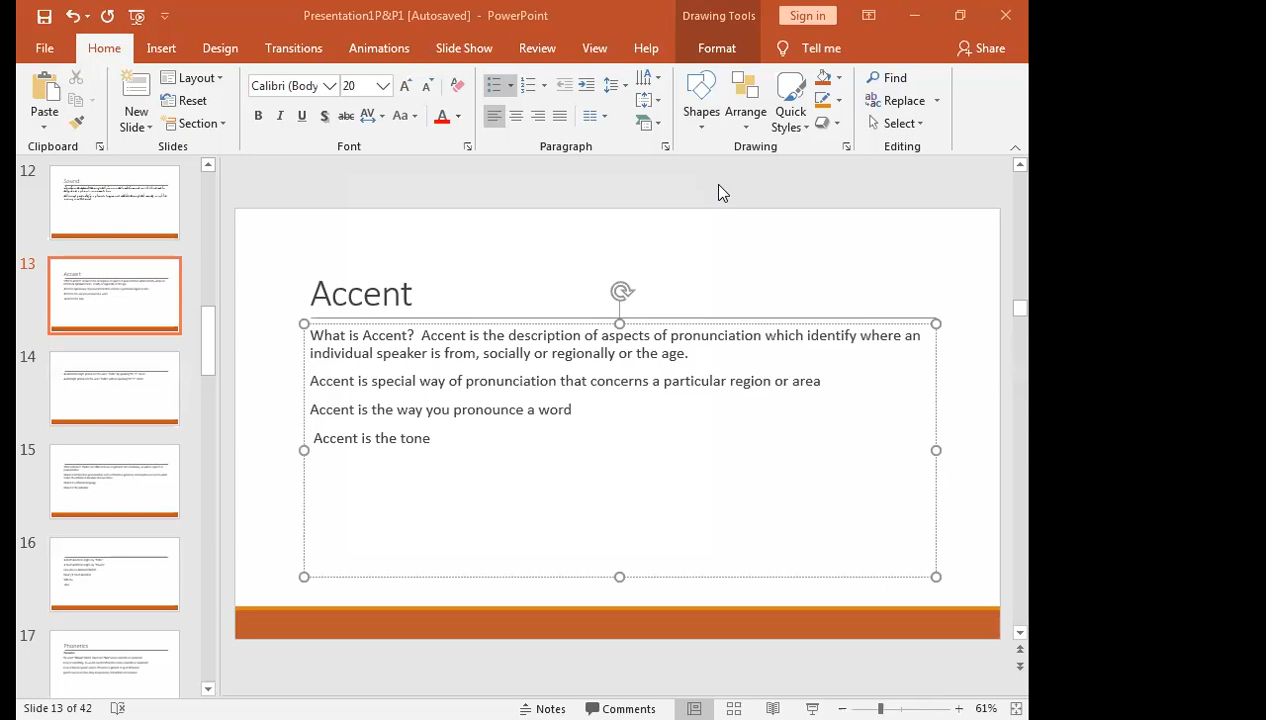 Presentation1P&P1 [Autosaved] - PowerPoint
Drawing Tools
Sign in
File Home Insert Design Transitions Animations Slide Show Review View Help Format Tell me Share
Paste
New Slide
Layout
Reset
Section
Calibri (Body 20
B I U S abc AV Aa A
Shapes Arrange Quick Styles
Find
Replace
Select
Clipboard Slides Font Paragraph Drawing Editing
12
Sound
13
Accent
14
15
16
17
Phonetics
Accent
What is Accent? Accent is the description of aspects of pronunciation which identify where an
individual speaker is from, socially or regionally or the age.
Accent is special way of pronunciation that concerns a particular region or area
Accent is the way you pronounce a word
Accent is the tone
Slide 13 of 42 Notes Comments 61%